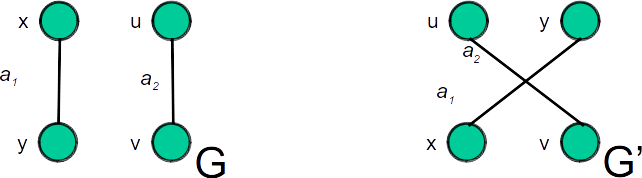 x u u y
a1 a2 a2 a1
y v x v
G G’